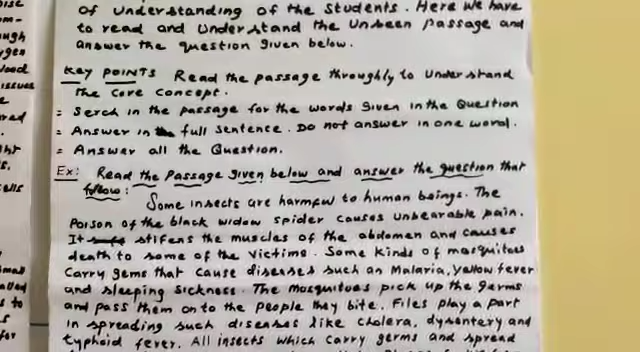 of understanding of the students. Here we have
to read and understand the Unseen Passage and
answer the question given below.
KEY POINTS Read the passage throughly to understand
the core concept.
= Serch in the passage for the words given in the Question
= Answer in full sentence. Do not answer in one word.
= Answer all the Question.
Ex: Read the passage given below and answer the question that
follow:
Some insects are harmful to human beings. The
Poison of the black widow spider causes unbearable pain.
It stifens the muscles of the abdomen and causes
death to some of the victims. Some kinds of mosquitoes
carry gems that cause diseases such an Malaria, yellow fever
and sleeping sickness. The mosquitoes pick up the germs
and pass them on to the people they bite. Files play a part
in spreading such diseases like cholera, dysentery and
typhoid fever. All insects which carry germs and spread